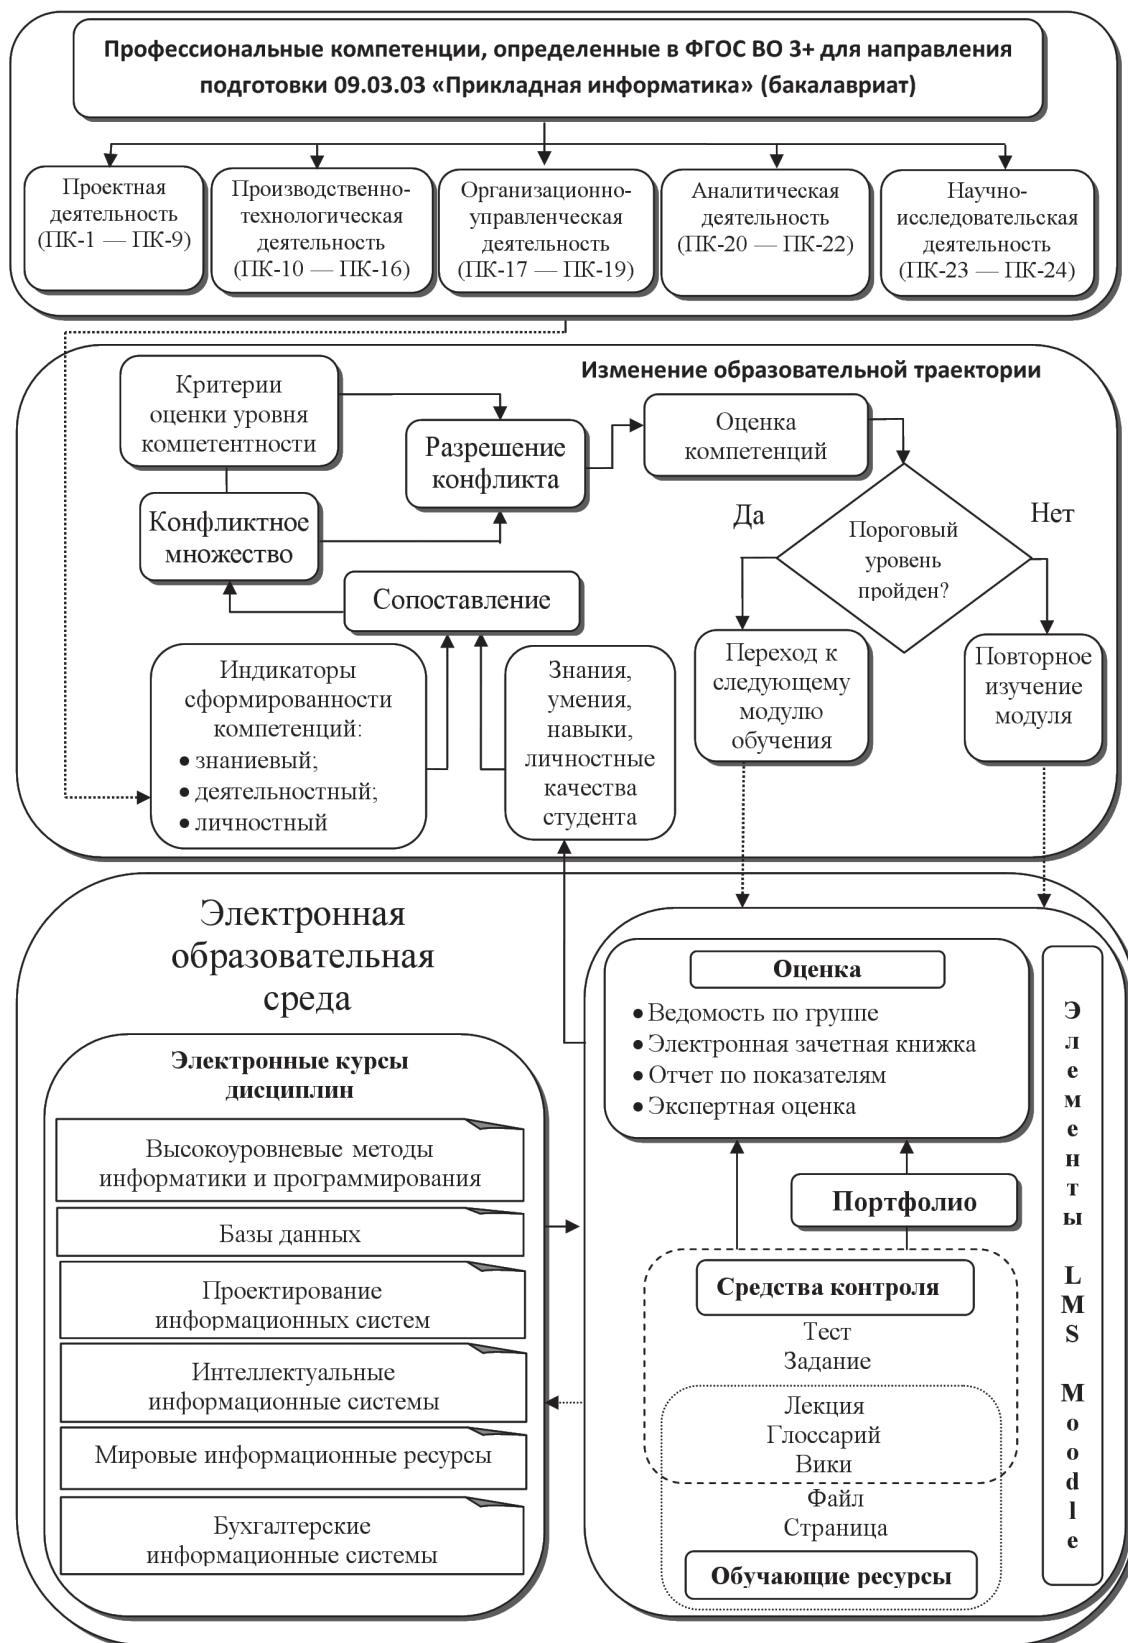 Профессиональные компетенции, определенные в ФГОС ВО 3+ для направления
подготовки 09.03.03 «Прикладная информатика» (бакалавриат)
Проектная
деятельность
(ПК-1 — ПК-9)
Производственно-
технологическая
деятельность
(ПК-10 — ПК-16)
Организационно-
управленческая
деятельность
(ПК-17 — ПК-19)
Аналитическая
деятельность
(ПК-20 — ПК-22)
Научно-
исследовательская
деятельность
(ПК-23 — ПК-24)
Изменение образовательной траектории
Критерии
оценки уровня
компетентности
Разрешение
конфликта
Оценка
компетенций
Конфликтное
множество
Да
Нет
Пороговый
уровень
пройден?
Сопоставление
Индикаторы
сформированности
компетенций:
• знаниевый;
• деятельностный;
• личностный
Знания,
умения,
навыки,
личностные
качества
студента
Переход к
следующему
модулю
обучения
Повторное
изучение
модуля
Электронная
образовательная
среда
Электронные курсы
дисциплин
Высокоуровневые методы
информатики и программирования
Базы данных
Проектирование
информационных систем
Интеллектуальные
информационные системы
Мировые информационные ресурсы
Бухгалтерские
информационные системы
Оценка
• Ведомость по группе
• Электронная зачетная книжка
• Отчет по показателям
• Экспертная оценка
Портфолио
Средства контроля
Тест
Задание
Лекция
Глоссарий
Вики
Файл
Страница
Обучающие ресурсы
Элементы LMS Moodle